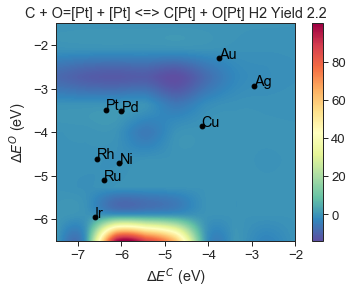 C + O=[Pt] + [Pt] <=> C[Pt] + O[Pt] H2 Yield 2.2
ΔE^O (eV)
−2
−3
−4
−5
−6
Au
Ag
Pt
Pd
Cu
Rh
Ni
Ru
Ir
80
60
40
20
0
−7 −6 −5 −4 −3 −2
ΔE^C (eV)